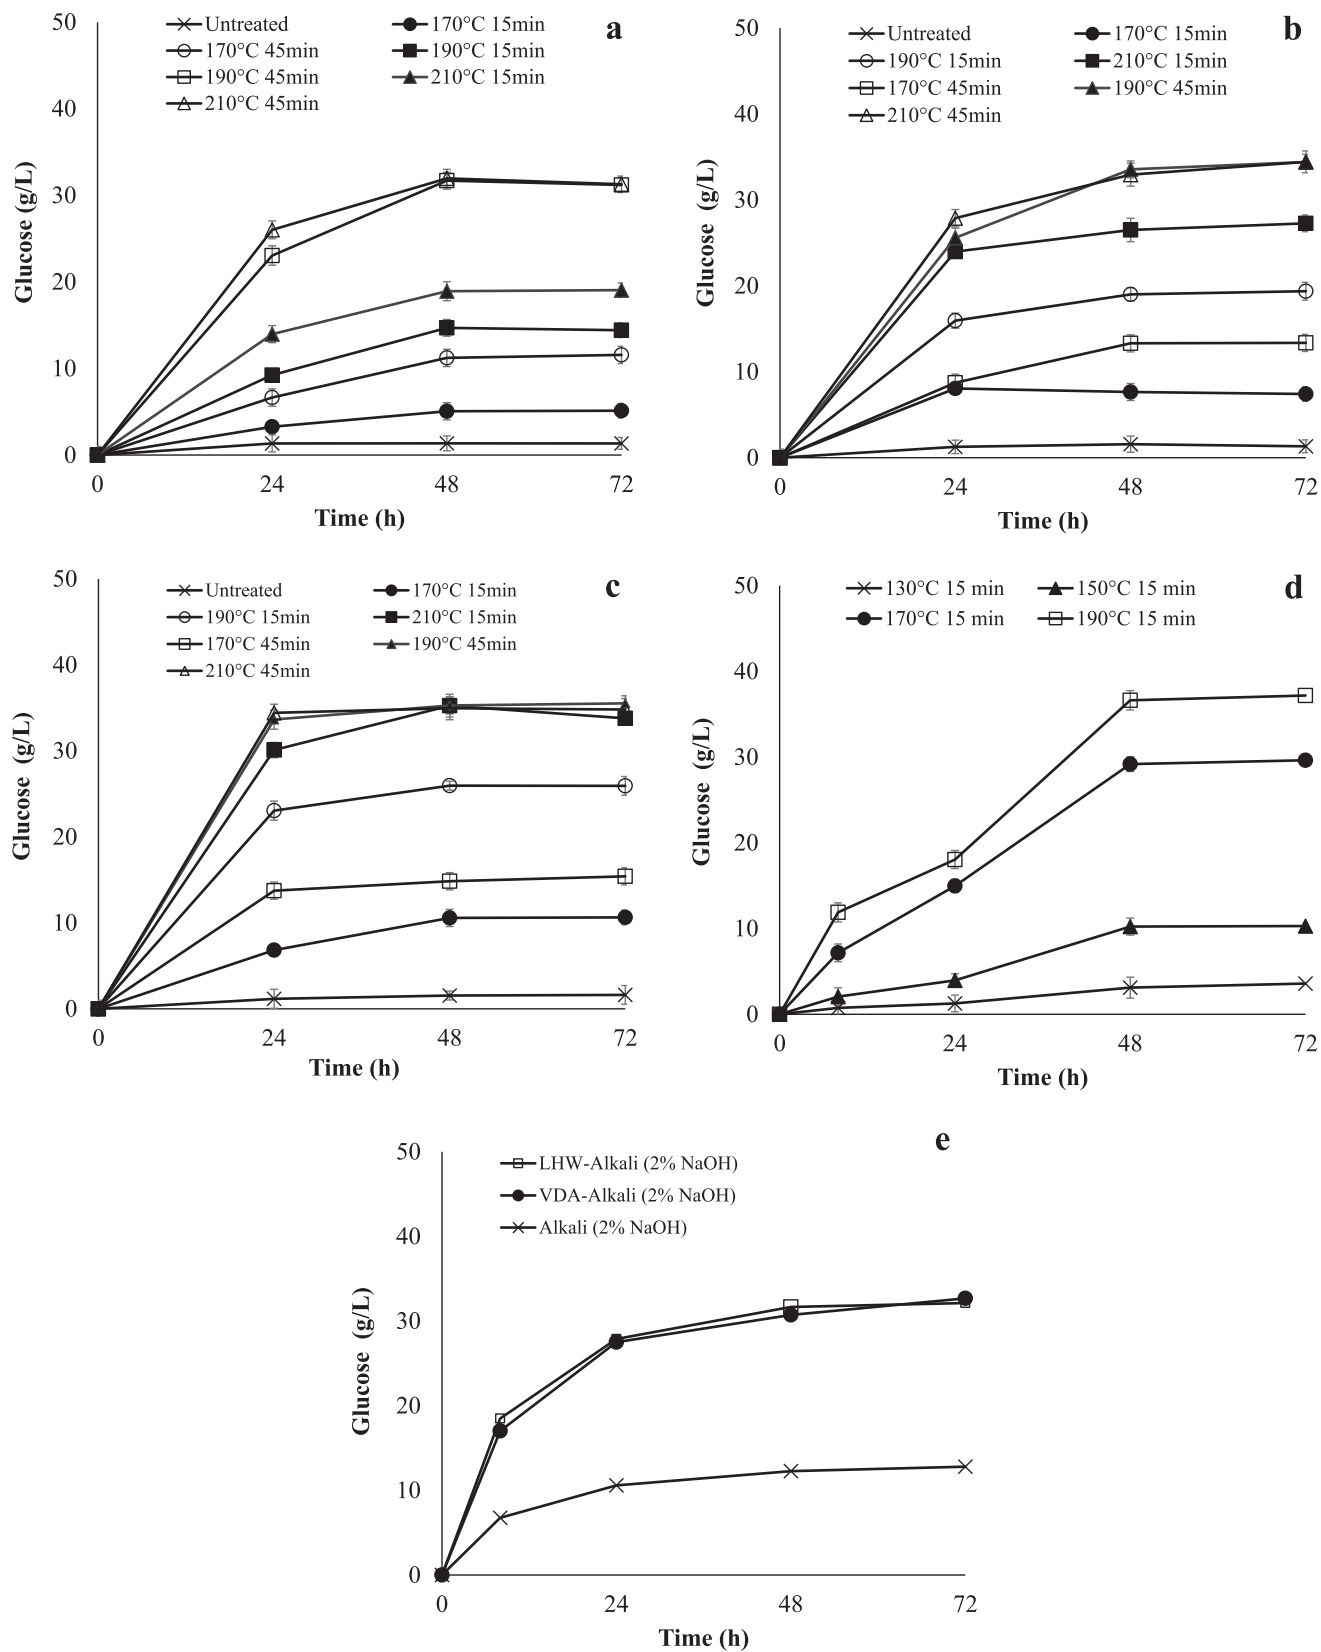 a
Untreated
170°C 15min
170°C 45min
190°C 15min
190°C 45min
210°C 15min
210°C 45min
50
40
30
20
10
0
0 24 48 72
Glucose (g/L)
Time (h)
b
Untreated
170°C 15min
190°C 15min
210°C 15min
170°C 45min
190°C 45min
210°C 45min
50
40
30
20
10
0
0 24 48 72
Glucose (g/L)
Time (h)
c
Untreated
170°C 15min
190°C 15min
210°C 15min
170°C 45min
190°C 45min
210°C 45min
50
40
30
20
10
0
0 24 48 72
Glucose (g/L)
Time (h)
d
130°C 15 min
150°C 15 min
170°C 15 min
190°C 15 min
50
40
30
20
10
0
0 24 48 72
Glucose (g/L)
Time (h)
e
LHW-Alkali (2% NaOH)
VDA-Alkali (2% NaOH)
Alkali (2% NaOH)
50
40
30
20
10
0
0 24 48 72
Glucose (g/L)
Time (h)